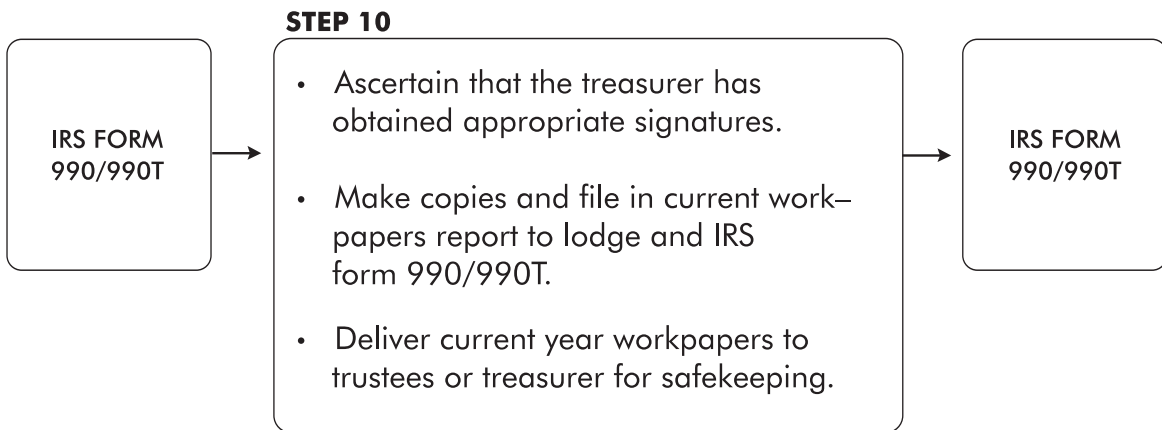 STEP 10
IRS FORM
990/990T
• Ascertain that the treasurer has
obtained appropriate signatures.
• Make copies and file in current work–
papers report to lodge and IRS
form 990/990T.
• Deliver current year workpapers to
trustees or treasurer for safekeeping.
IRS FORM
990/990T